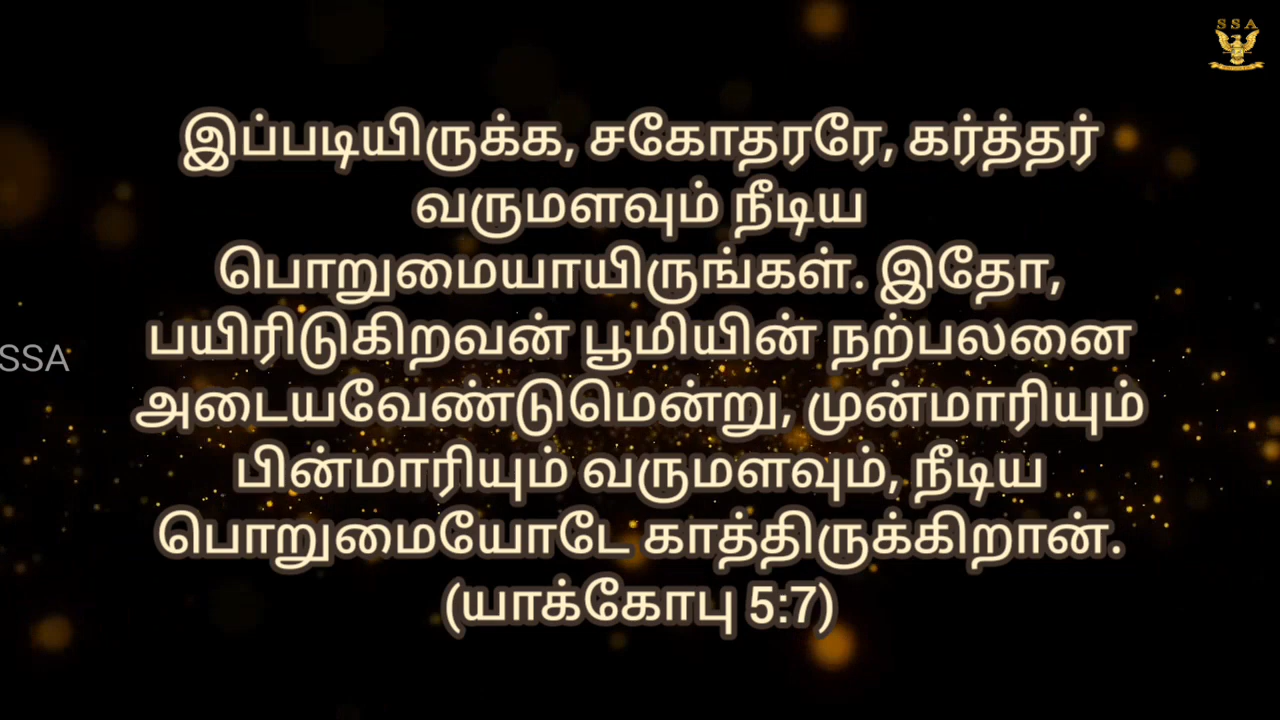 SSA
இப்படியிருக்க, சகோதரரே, கர்த்தர்
வருமளவும் நீடிய
பொறுமையாயிருங்கள். இதோ,
பயிரிடுகிறவன் பூமியின் நற்பலனை
SSA
அடையவேண்டுமென்று, முன்மாரியும்
பின்மாரியும் வருமளவும், நீடிய
பொறுமையோடே காத்திருக்கிறான்.
(யாக்கோபு 5:7)